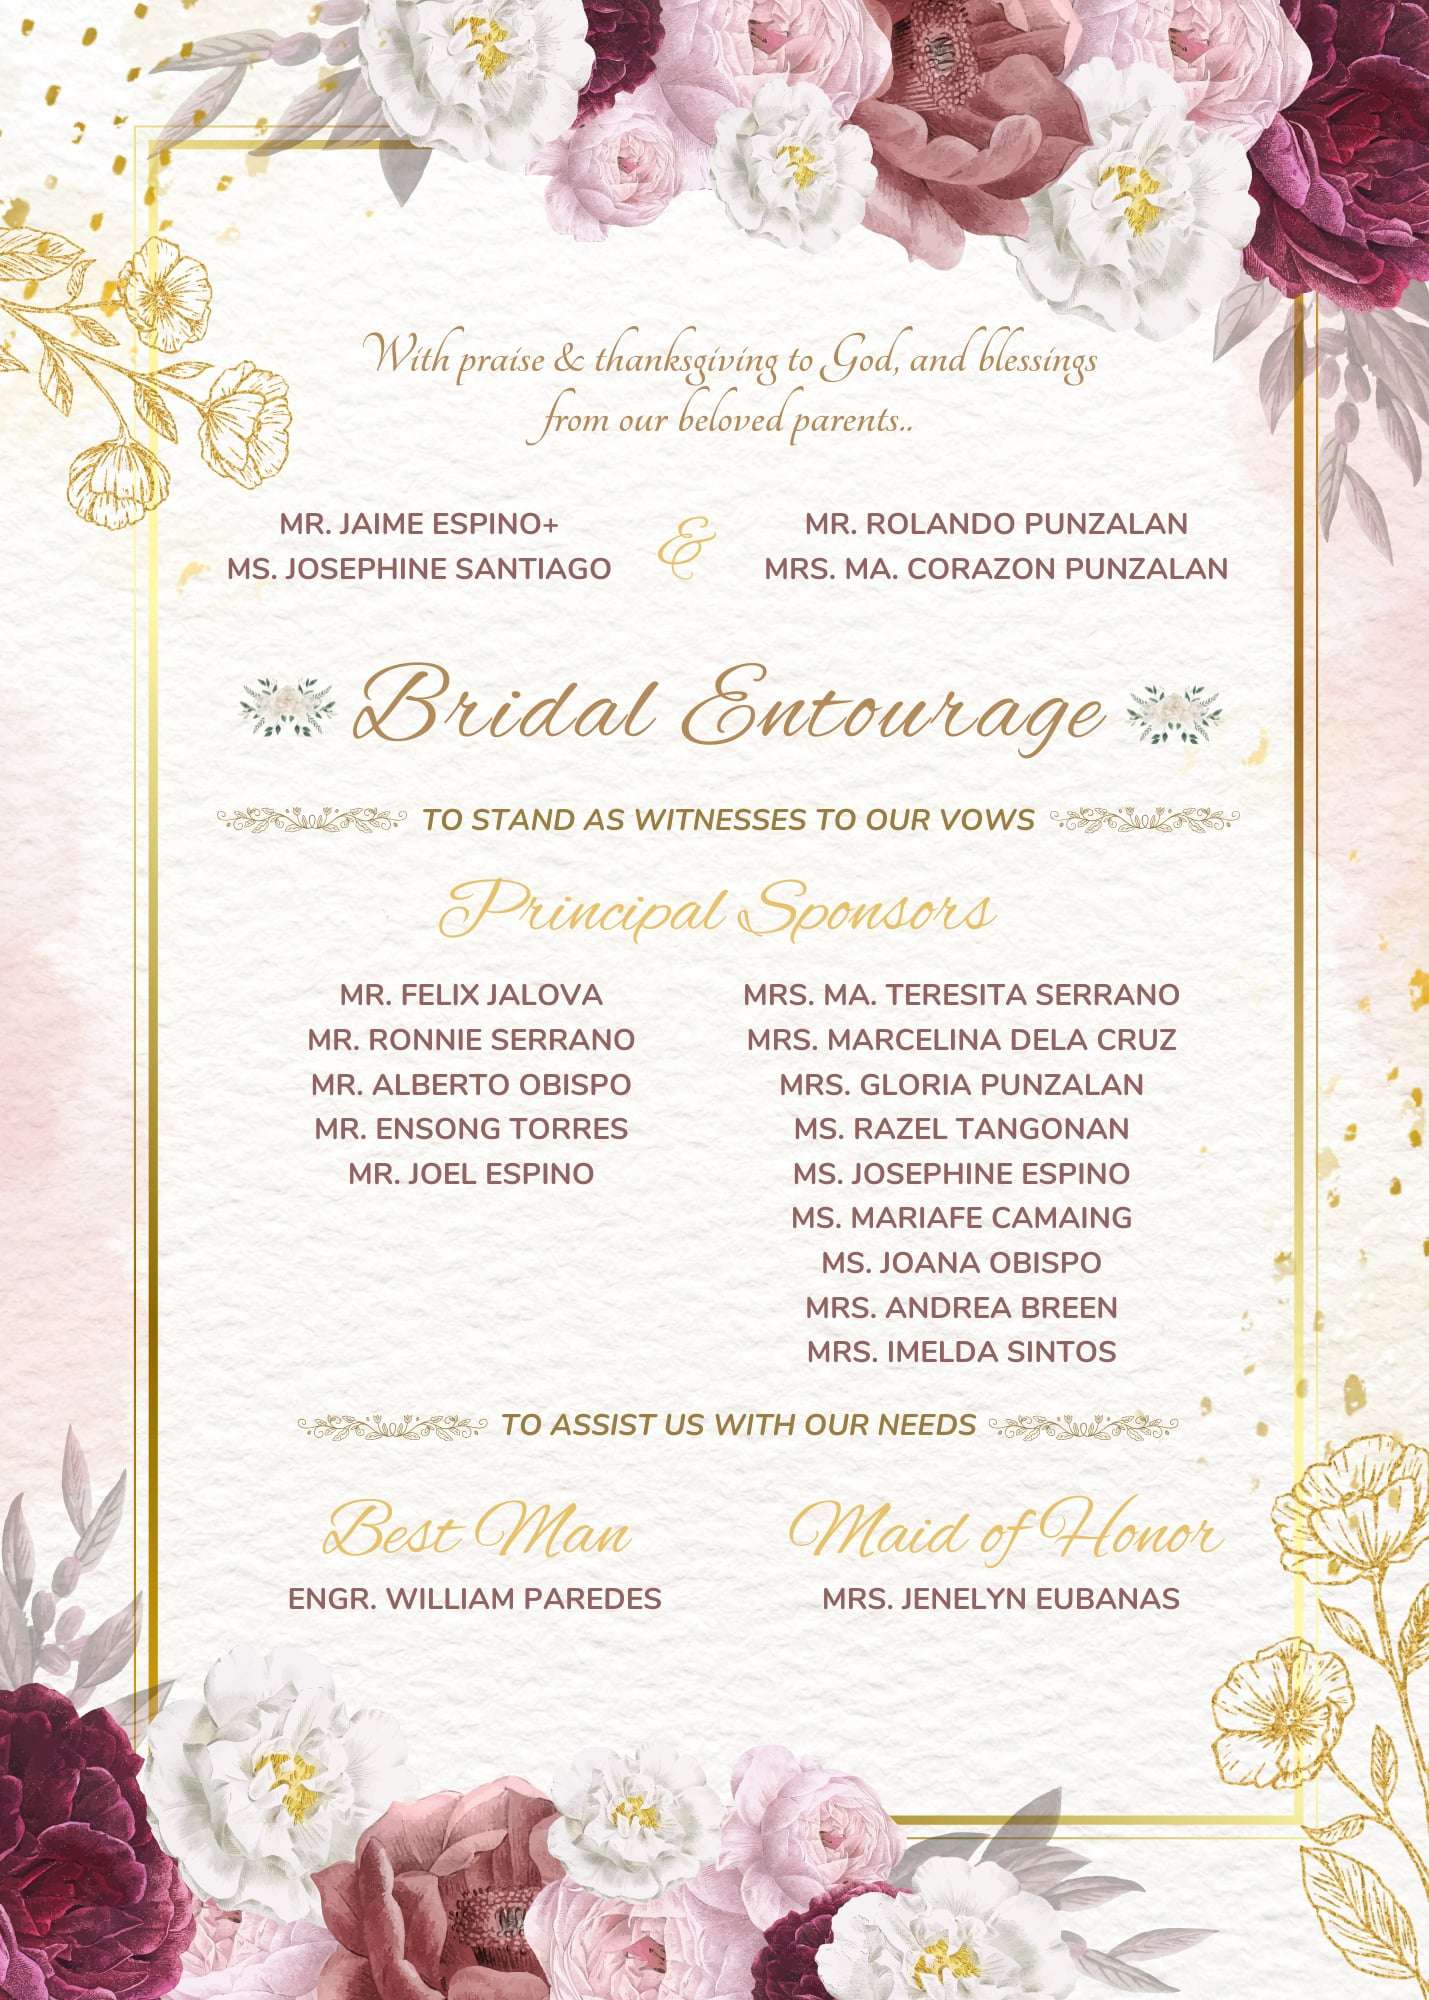 With praise & thanksgiving to God, and blessings
from our beloved parents..
MR. JAIME ESPINO+
MS. JOSEPHINE SANTIAGO
&
MR. ROLANDO PUNZALAN
MRS. MA. CORAZON PUNZALAN
Bridal Entourage
TO STAND AS WITNESSES TO OUR VOWS
Principal Sponsors
MR. FELIX JALOVA
MR. RONNIE SERRANO
MR. ALBERTO OBISPO
MR. ENSONG TORRES
MR. JOEL ESPINO
MRS. MA. TERESITA SERRANO
MRS. MARCELINA DELA CRUZ
MRS. GLORIA PUNZALAN
MS. RAZEL TANGONAN
MS. JOSEPHINE ESPINO
MS. MARIAFE CAMAING
MS. JOANA OBISPO
MRS. ANDREA BREEN
MRS. IMELDA SINTOS
TO ASSIST US WITH OUR NEEDS
Best Man
ENGR. WILLIAM PAREDES
Maid of Honor
MRS. JENELYN EUBANAS